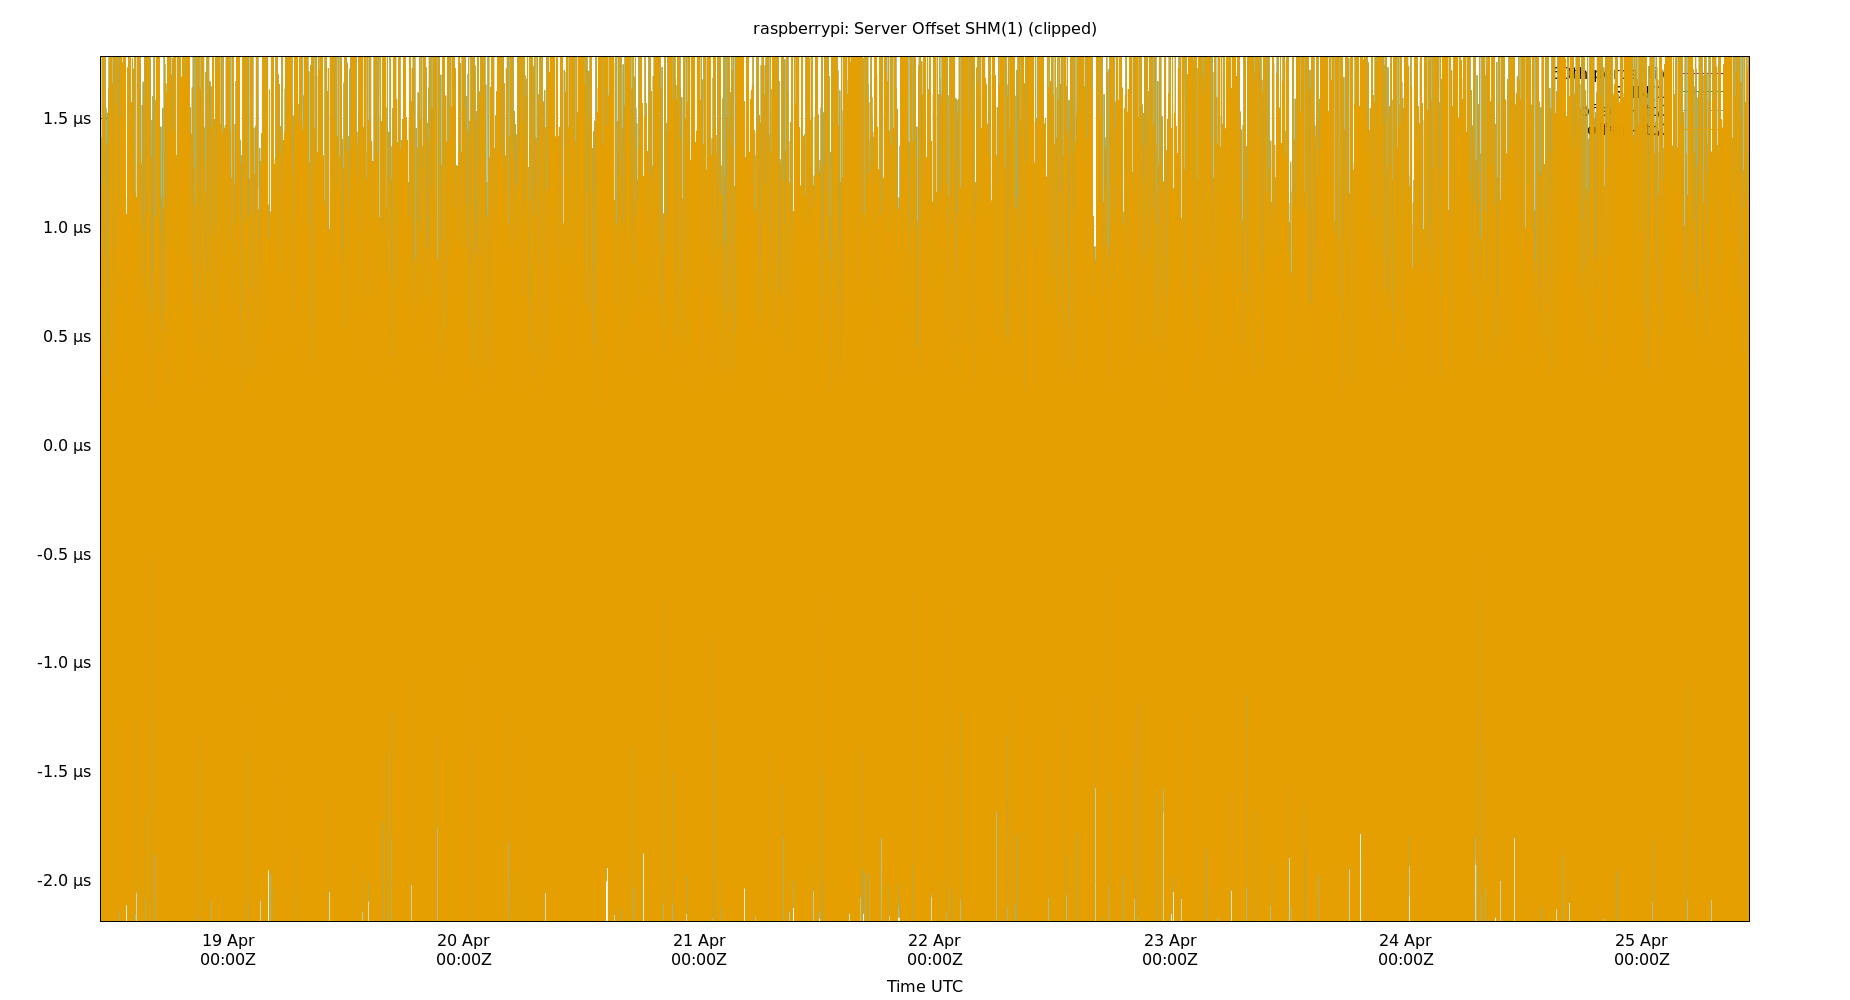 raspberrypi: Server Offset SHM(1) (clipped)
1.5 µs
1.0 µs
0.5 µs
0.0 µs
-0.5 µs
-1.0 µs
-1.5 µs
-2.0 µs
19 Apr 00:00Z
20 Apr 00:00Z
21 Apr 00:00Z
22 Apr 00:00Z
23 Apr 00:00Z
24 Apr 00:00Z
25 Apr 00:00Z
Time UTC